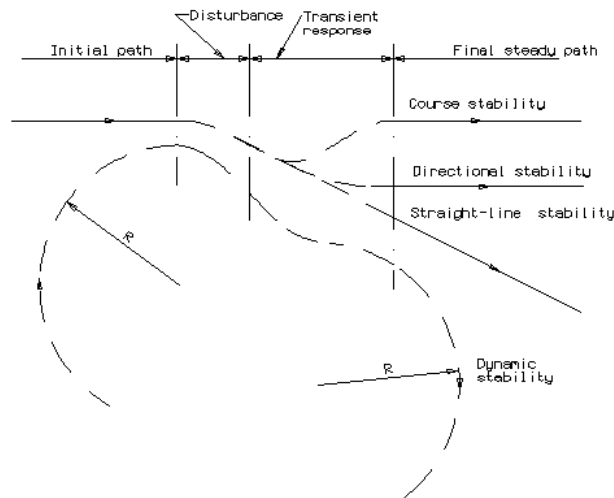 Disturbance
Transient
response
Initial path
Final steady path
Course stability
Directional stability
Straight-line stability
R
R
Dynamic
stability